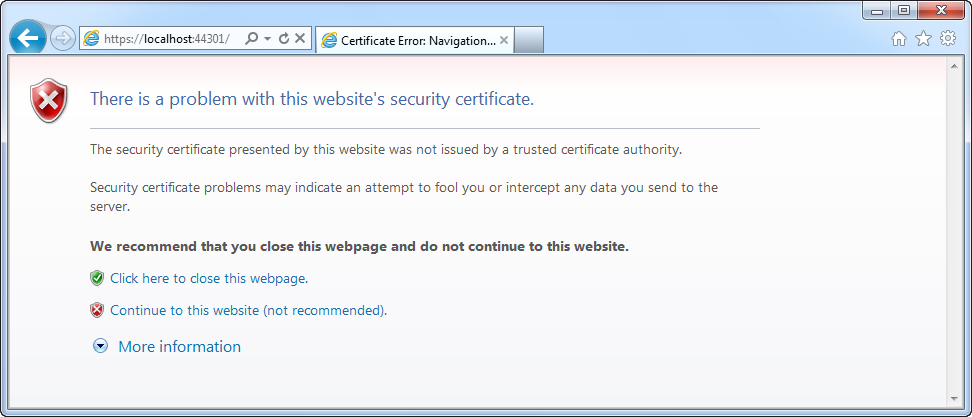 https://localhost:44301/
Certificate Error: Navigation...
There is a problem with this website's security certificate.
The security certificate presented by this website was not issued by a trusted certificate authority.
Security certificate problems may indicate an attempt to fool you or intercept any data you send to the
server.
We recommend that you close this webpage and do not continue to this website.
Click here to close this webpage.
Continue to this website (not recommended).
More information